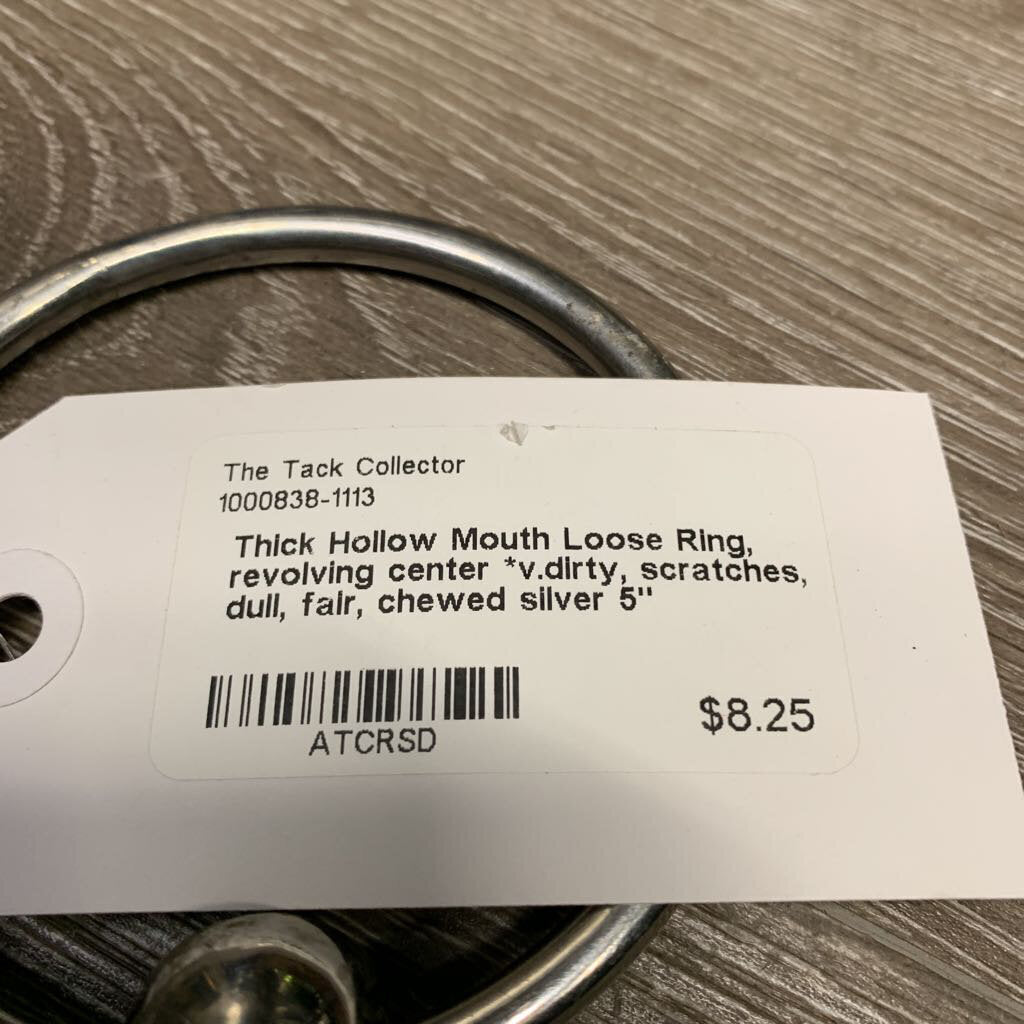 The Tack Collector
1000838-1113
Thick Hollow Mouth Loose Ring,
revolving center *v.dirty, scratches,
dull, fair, chewed silver 5"
ATCRSD
$8.25